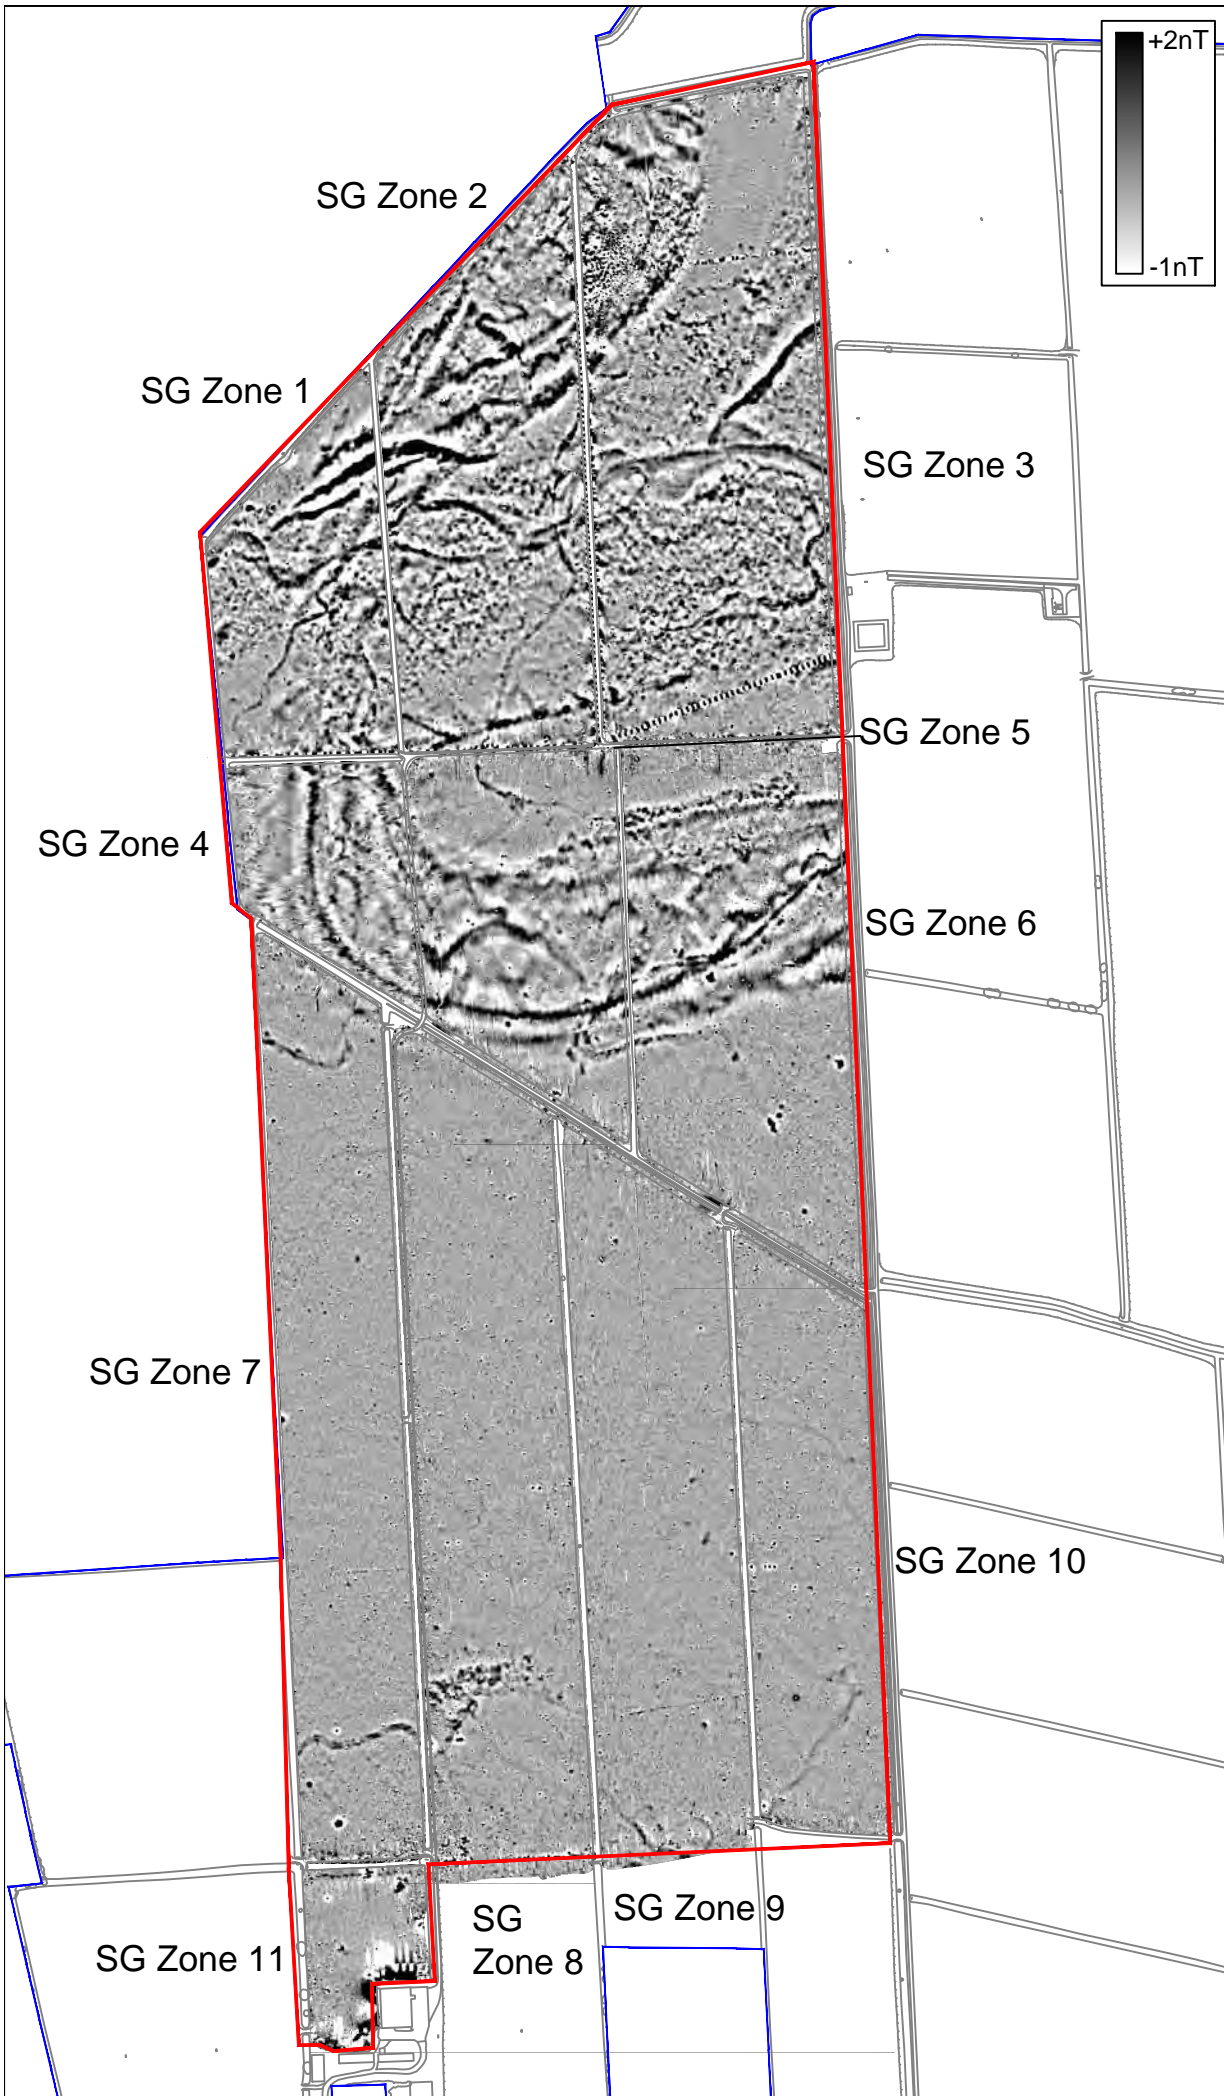 +2nT
-1nT
SG Zone 2
SG Zone 1
SG Zone 3
SG Zone 5
SG Zone 4
SG Zone 6
SG Zone 7
SG Zone 10
SG Zone 9
SG
Zone 8
SG Zone 11